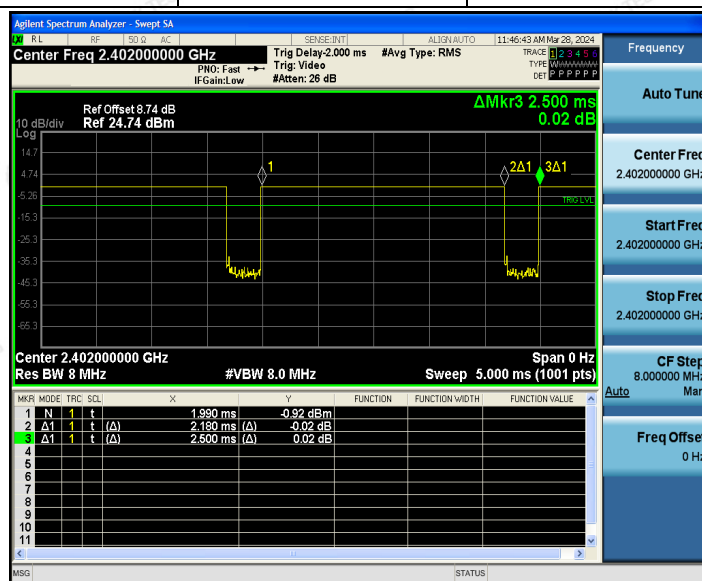 Agilent Spectrum Analyzer - Swept SA
LXI RL RF 50 Ω AC SENSE:INT ALIGN AUTO 11:46:43 AM Mar 28, 2024
Center Freq 2.402000000 GHz
PNO: Fast
IFGain:Low
Trig Delay-2.000 ms
Trig: Video
#Atten: 26 dB
#Avg Type: RMS
TRACE 1 2 3 4 5 6
TYPE W
DET P P P P P P
10 dB/div
Log
Ref Offset 8.74 dB
Ref 24.74 dBm
ΔMkr3 2.500 ms
0.02 dB
14.7
4.74
-5.26
-15.3
-25.3
-35.3
-45.3
-55.3
-65.3
1
2Δ1
3Δ1
TRIG LVL
Center 2.402000000 GHz
Span 0 Hz
Res BW 8 MHz
#VBW 8.0 MHz
Sweep 5.000 ms (1001 pts)
MKR MODE TRC SCL X Y FUNCTION FUNCTION WIDTH FUNCTION VALUE
1 N 1 t 1.990 ms -0.92 dBm
2 Δ1 1 t (Δ) 2.180 ms (Δ) -0.02 dB
3 Δ1 1 t (Δ) 2.500 ms (Δ) 0.02 dB
4
5
6
7
8
9
10
11
MSG
STATUS
Frequency
Auto Tune
Center Freq
2.402000000 GHz
Start Freq
2.402000000 GHz
Stop Freq
2.402000000 GHz
CF Step
8.000000 MHz
Auto Man
Freq Offset
0 Hz